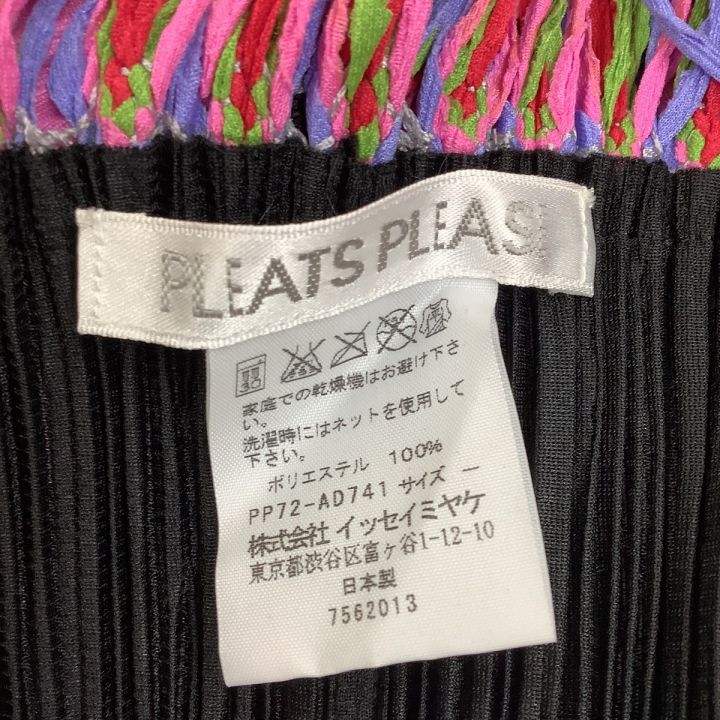 PLEATS PLEASE
家庭での乾燥機はお避け下さ
い。
洗濯時にはネットを使用して
下さい。
ポリエステル 100%
PP72-AD741 サイズ —
株式会社 イッセイミヤケ
東京都渋谷区富ヶ谷1-12-10
日本製
7562013